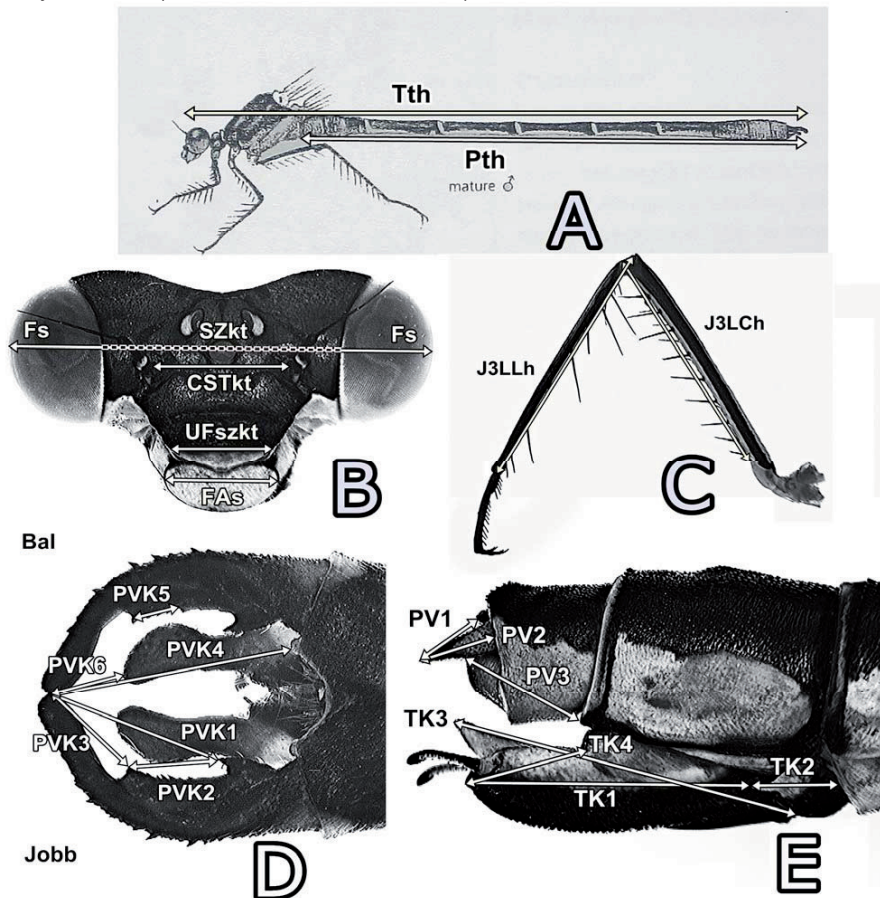 Tth
Pth
mature ♂
A
Fs
SZkt
Fs
CSTkt
UFszkt
FAs
B
J3LLh
J3LCh
C
Bal
PVK5
PVK4
PVK6
PVK1
PVK3
PVK2
Jobb
D
PV1
PV2
PV3
TK3
TK4
TK2
TK1
E